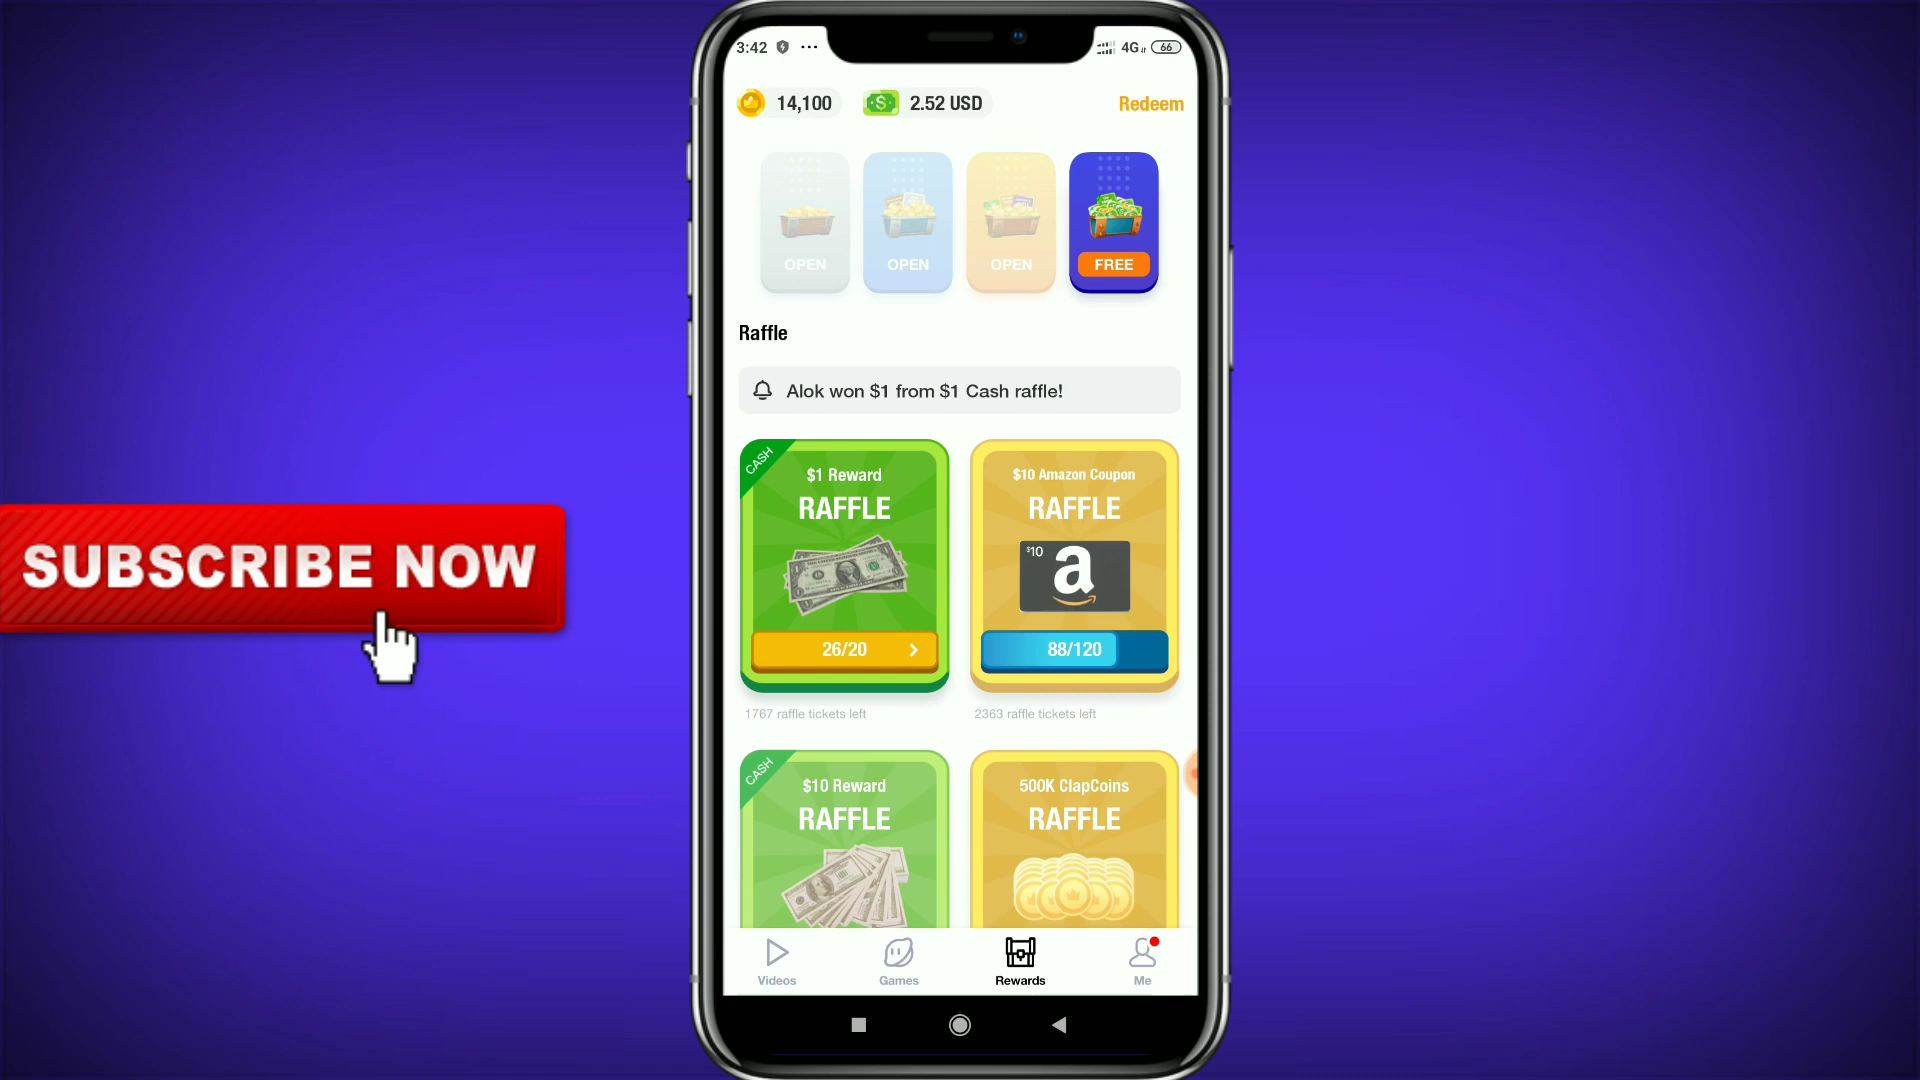 3:42 ... 4G 66
14,100 2.52 USD Redeem
OPEN OPEN OPEN FREE
Raffle
Alok won $1 from $1 Cash raffle!
CASH
$1 Reward
RAFFLE
26/20
1767 raffle tickets left
$10 Amazon Coupon
RAFFLE
$10 a
88/120
2363 raffle tickets left
SUBSCRIBE NOW
CASH
$10 Reward
RAFFLE
500K ClapCoins
RAFFLE
Videos Games Rewards Me